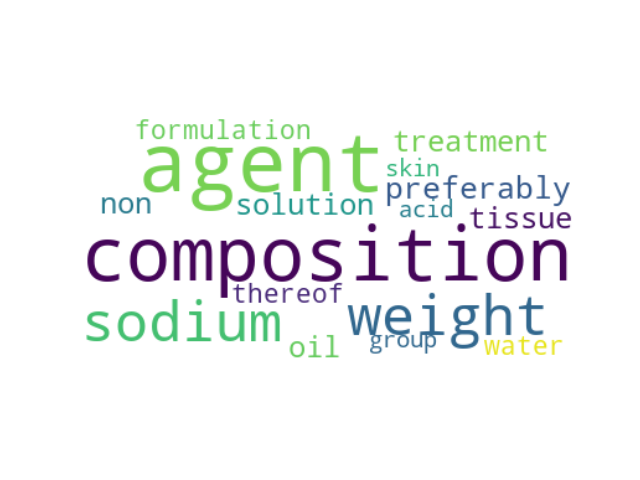 formulation
agent
treatment
skin
preferably
non
solution
acid
tissue
composition
thereof
sodium
weight
oil
group
water